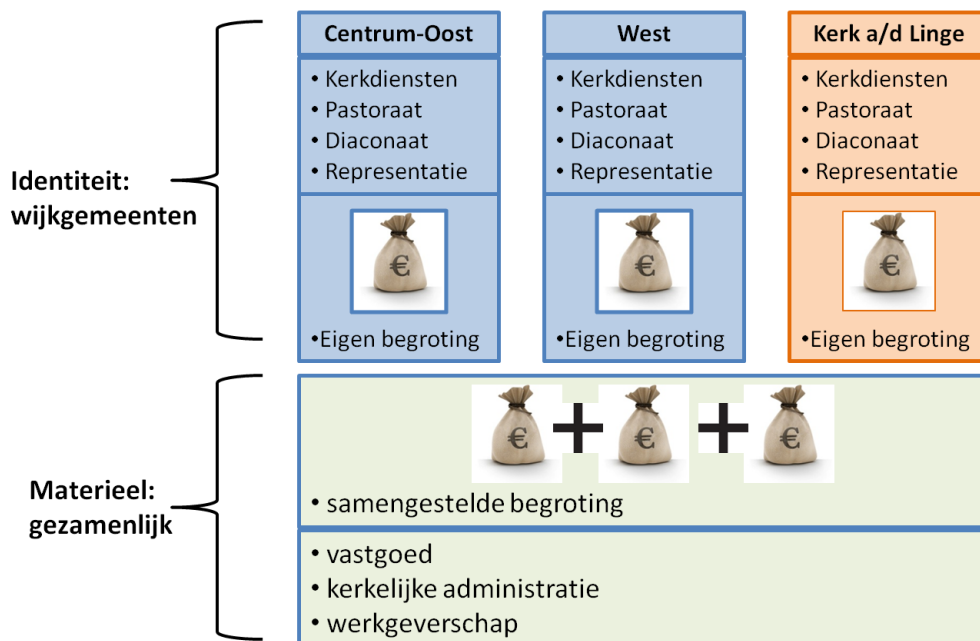 Centrum-Oost
• Kerkdiensten
• Pastoraat
• Diaconaat
• Representatie
€
•Eigen begroting
West
• Kerkdiensten
• Pastoraat
• Diaconaat
• Representatie
€
•Eigen begroting
Kerk a/d Linge
• Kerkdiensten
• Pastoraat
• Diaconaat
• Representatie
€
•Eigen begroting
Identiteit:
wijkgemeenten
Materieel:
gezamenlijk
€ + € + €
• samengestelde begroting
• vastgoed
• kerkelijke administratie
• werkgeverschap